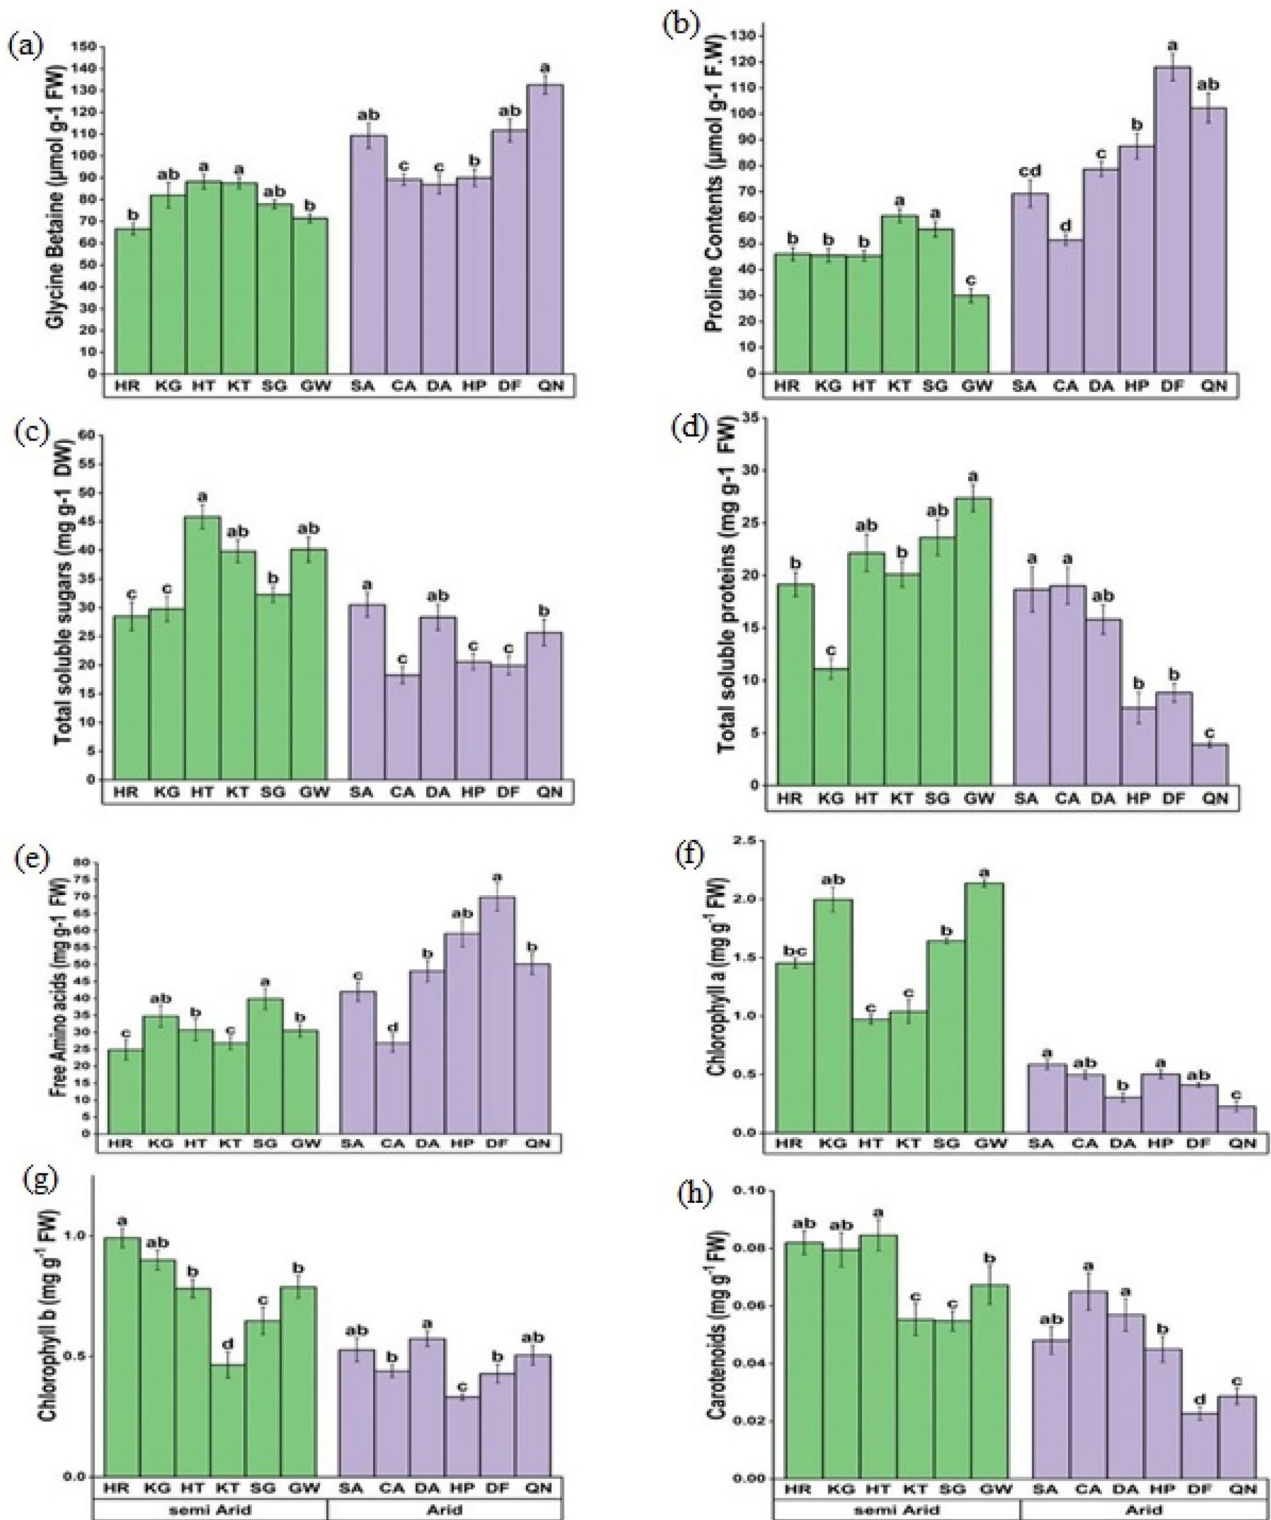 (a)
Glycine Betaine (µmol g-1 FW)
150
140
130
120
110
100
90
80
70
60
50
40
30
20
10
0
b ab a a ab b ab c c b ab a
HR KG HT KT SG GW SA CA DA HP DF QN
(b)
Proline Contents (µmol g-1 F.W)
130
120
110
100
90
80
70
60
50
40
30
20
10
0
b b b a a c cd d c b a ab
HR KG HT KT SG GW SA CA DA HP DF QN
(c)
Total soluble sugars (mg g-1 DW)
60
55
50
45
40
35
30
25
20
15
10
5
0
c c a ab b ab a c ab c c b
HR KG HT KT SG GW SA CA DA HP DF QN
(d)
Total soluble proteins (mg g-1 FW)
35
30
25
20
15
10
5
0
b c ab b ab a a a ab b b c
HR KG HT KT SG GW SA CA DA HP DF QN
(e)
Free Amino acids (mg g-1 FW)
80
75
70
65
60
55
50
45
40
35
30
25
20
15
10
5
0
c ab b c a b c d b ab a b
HR KG HT KT SG GW SA CA DA HP DF QN
(f)
Chlorophyll a (mg g-1 FW)
2.5
2.0
1.5
1.0
0.5
0.0
bc ab c c b a a ab b a ab c
HR KG HT KT SG GW SA CA DA HP DF QN
(g)
Chlorophyll b (mg g-1 FW)
1.0
0.5
0.0
a ab b d c b ab b a c b ab
HR KG HT KT SG GW SA CA DA HP DF QN
semi Arid Arid
(h)
Carotenoids (mg g-1 FW)
0.10
0.08
0.06
0.04
0.02
0.00
ab ab a c c b ab a a b d c
HR KG HT KT SG GW SA CA DA HP DF QN
semi Arid Arid